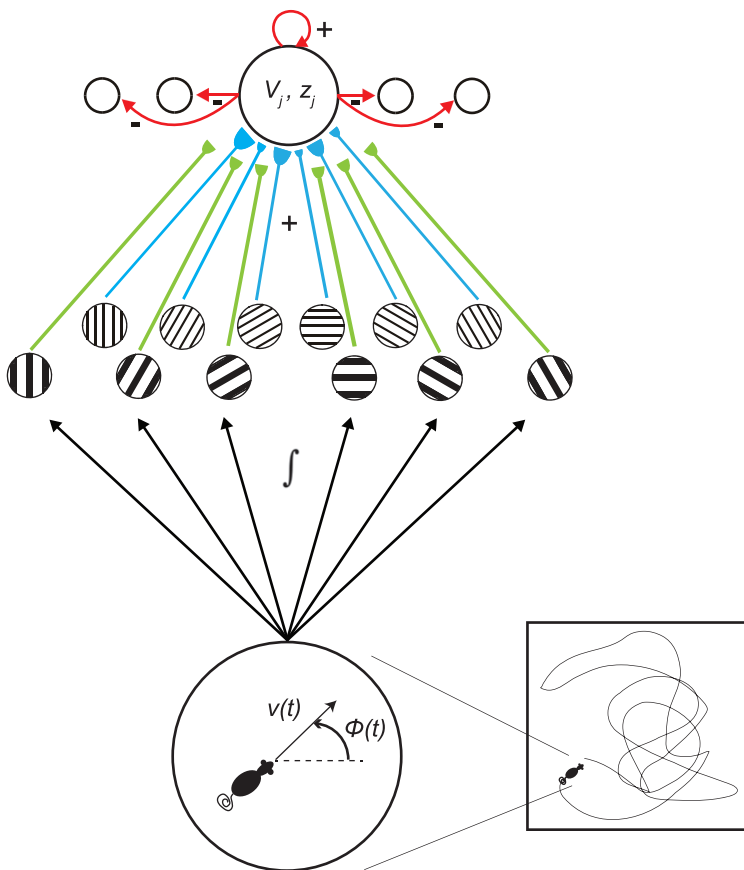 +
V_j, z_j
- -
- -
+
∫
v(t)
Φ(t)